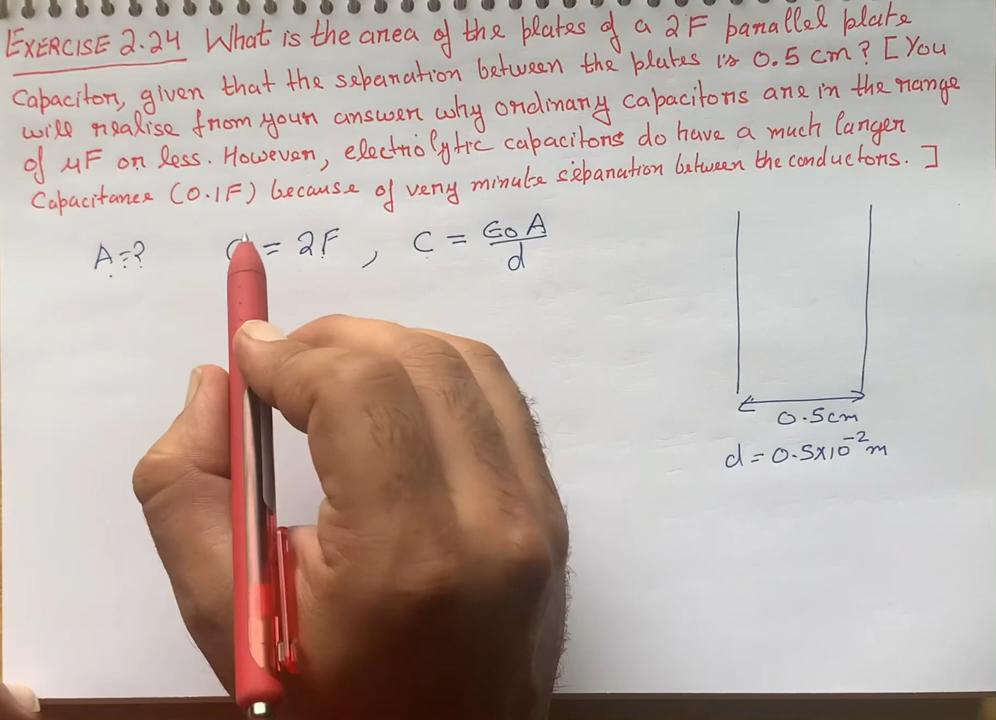 EXERCISE 2.24 What is the area of the plates of a 2F parallel plate
Capacitor, given that the separation between the plates is 0.5 cm? [You
will realise from your answer why ordinary capacitors are in the range
of μF or less. However, electrolytic capacitors do have a much larger
Capacitance (0.1F) because of very minute separation between the conductors. ]
A=? C = 2F , C = ε₀A/d
0.5cm
d = 0.5×10⁻² m